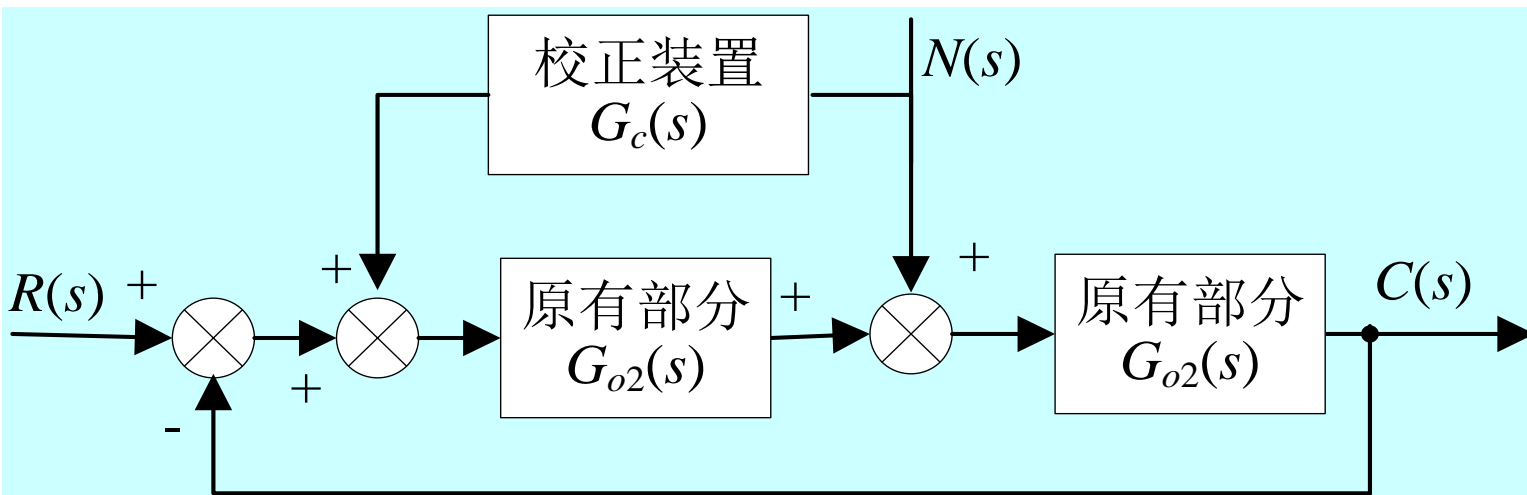 校正装置
Gc(s)
N(s)
R(s)
+
+
+
-
原有部分
Go2(s)
+
+
原有部分
Go2(s)
C(s)